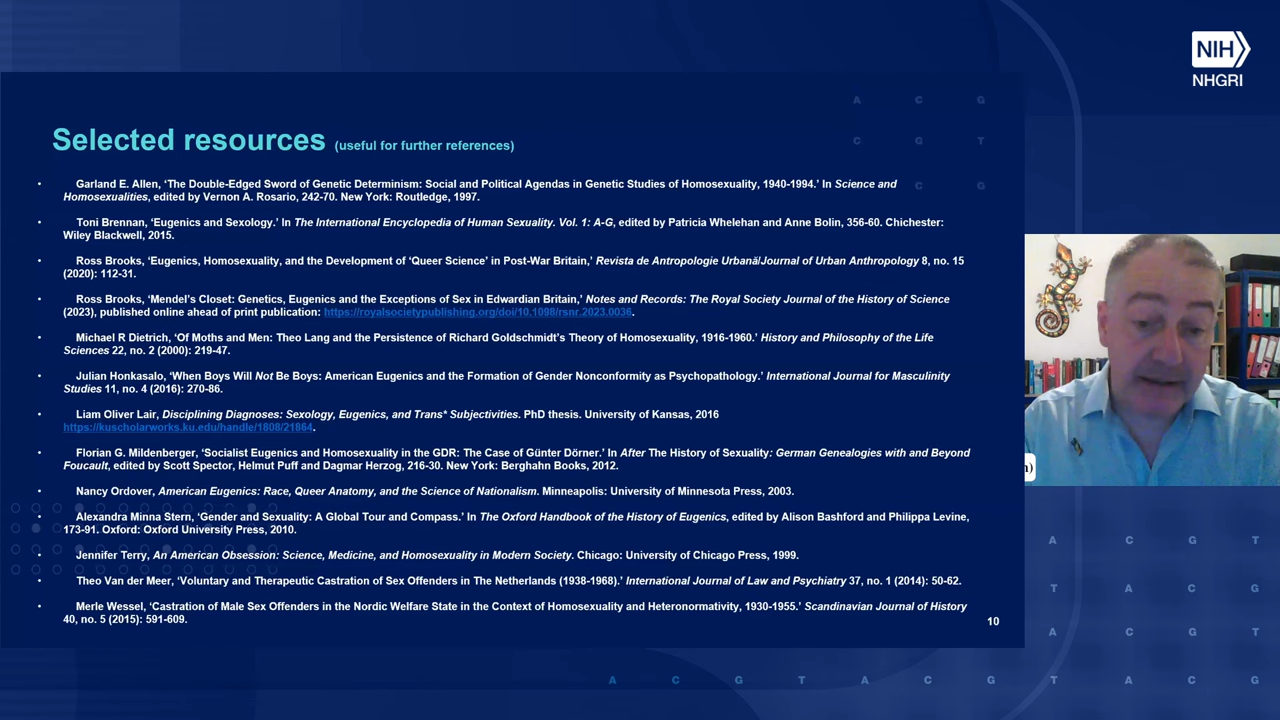 NIH
NHGRI
A C G
C G T
C G
Selected resources (useful for further references)
• Garland E. Allen, ‘The Double-Edged Sword of Genetic Determinism: Social and Political Agendas in Genetic Studies of Homosexuality, 1940-1994.’ In Science and
Homosexualities, edited by Vernon A. Rosario, 242-70. New York: Routledge, 1997.
• Toni Brennan, ‘Eugenics and Sexology.’ In The International Encyclopedia of Human Sexuality. Vol. 1: A-G, edited by Patricia Whelehan and Anne Bolin, 356-60. Chichester:
Wiley Blackwell, 2015.
• Ross Brooks, ‘Eugenics, Homosexuality, and the Development of ‘Queer Science’ in Post-War Britain,’ Revista de Antropologie Urbană/Journal of Urban Anthropology 8, no. 15
(2020): 112-31.
• Ross Brooks, ‘Mendel’s Closet: Genetics, Eugenics and the Exceptions of Sex in Edwardian Britain,’ Notes and Records: The Royal Society Journal of the History of Science
(2023), published online ahead of print publication: https://royalsocietypublishing.org/doi/10.1098/rsnr.2023.0036.
• Michael R Dietrich, ‘Of Moths and Men: Theo Lang and the Persistence of Richard Goldschmidt’s Theory of Homosexuality, 1916-1960.’ History and Philosophy of the Life
Sciences 22, no. 2 (2000): 219-47.
• Julian Honkasalo, ‘When Boys Will Not Be Boys: American Eugenics and the Formation of Gender Nonconformity as Psychopathology.’ International Journal for Masculinity
Studies 11, no. 4 (2016): 270-86.
• Liam Oliver Lair, Disciplining Diagnoses: Sexology, Eugenics, and Trans* Subjectivities. PhD thesis. University of Kansas, 2016
https://kuscholarworks.ku.edu/handle/1808/21864.
• Florian G. Mildenberger, ‘Socialist Eugenics and Homosexuality in the GDR: The Case of Günter Dörner.’ In After The History of Sexuality: German Genealogies with and Beyond
Foucault, edited by Scott Spector, Helmut Puff and Dagmar Herzog, 216-30. New York: Berghahn Books, 2012.
• Nancy Ordover, American Eugenics: Race, Queer Anatomy, and the Science of Nationalism. Minneapolis: University of Minnesota Press, 2003.
• Alexandra Minna Stern, ‘Gender and Sexuality: A Global Tour and Compass.’ In The Oxford Handbook of the History of Eugenics, edited by Alison Bashford and Philippa Levine,
173-91. Oxford: Oxford University Press, 2010.
• Jennifer Terry, An American Obsession: Science, Medicine, and Homosexuality in Modern Society. Chicago: University of Chicago Press, 1999.
• Theo Van der Meer, ‘Voluntary and Therapeutic Castration of Sex Offenders in The Netherlands (1938-1968).’ International Journal of Law and Psychiatry 37, no. 1 (2014): 50-62.
• Merle Wessel, ‘Castration of Male Sex Offenders in the Nordic Welfare State in the Context of Homosexuality and Heteronormativity, 1930-1955.’ Scandinavian Journal of History
40, no. 5 (2015): 591-609.
10
A C G T
T A C G
A C G T
A C G T A C G T A C G